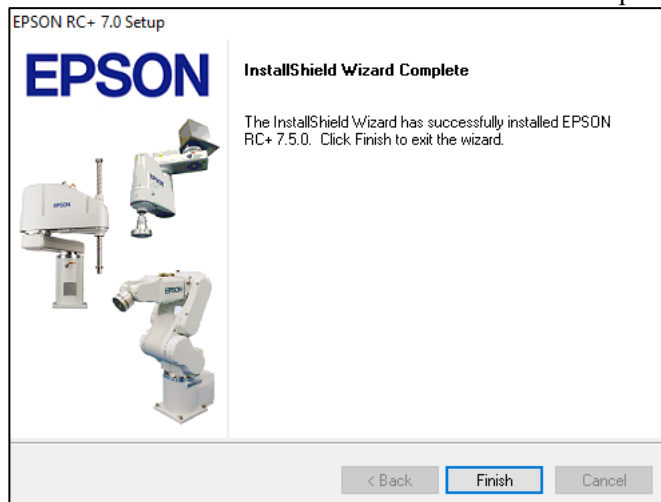 EPSON RC+ 7.0 Setup
EPSON
InstallShield Wizard Complete
The InstallShield Wizard has successfully installed EPSON
RC+ 7.5.0. Click Finish to exit the wizard.
EPSON
EPSON
EPSON
< Back
Finish
Cancel